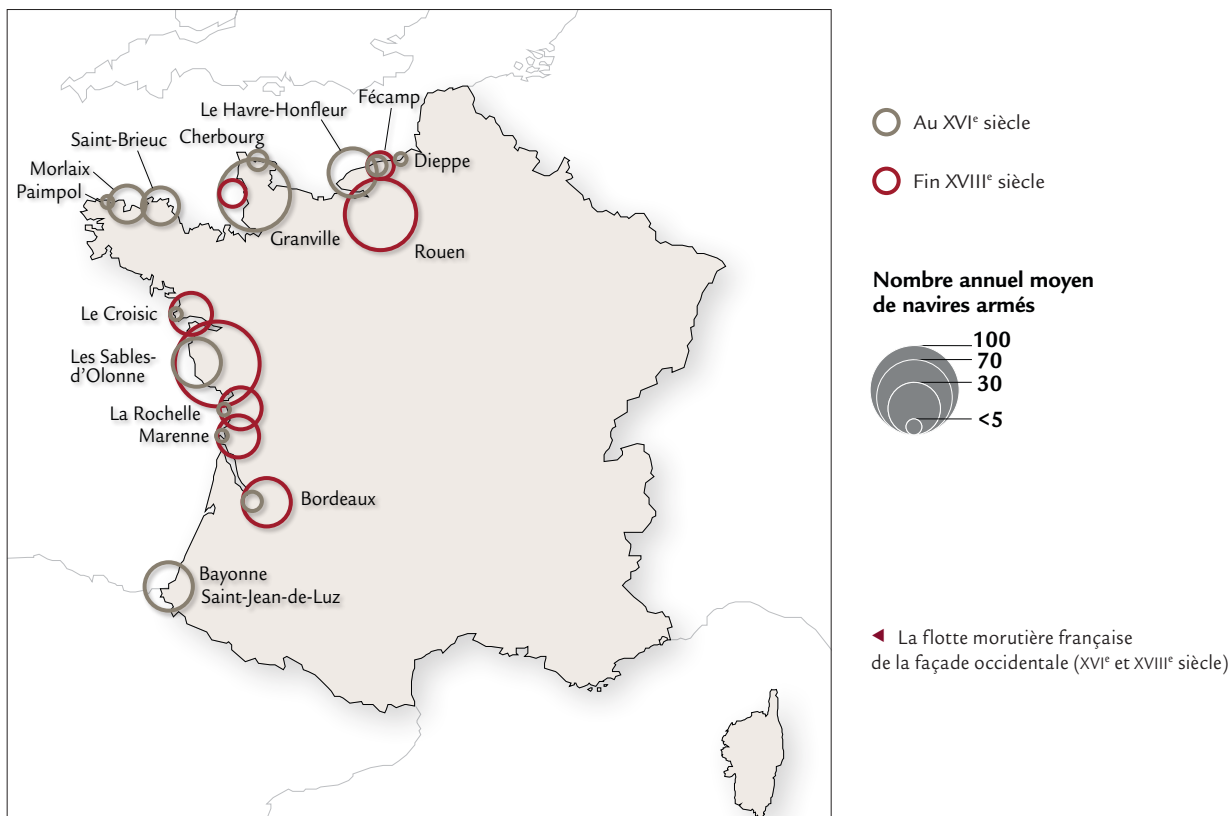 Fécamp
Le Havre-Honfleur
Cherbourg
Saint-Brieuc
Dieppe
Morlaix
Paimpol
Granville
Rouen
Le Croisic
Les Sables-
d'Olonne
La Rochelle
Marenne
Bordeaux
Bayonne
Saint-Jean-de-Luz
Au XVIe siècle
Fin XVIIIe siècle
Nombre annuel moyen
de navires armés
100
70
30
<5
◄ La flotte morutière française
de la façade occidentale (XVIe et XVIIIe siècle)